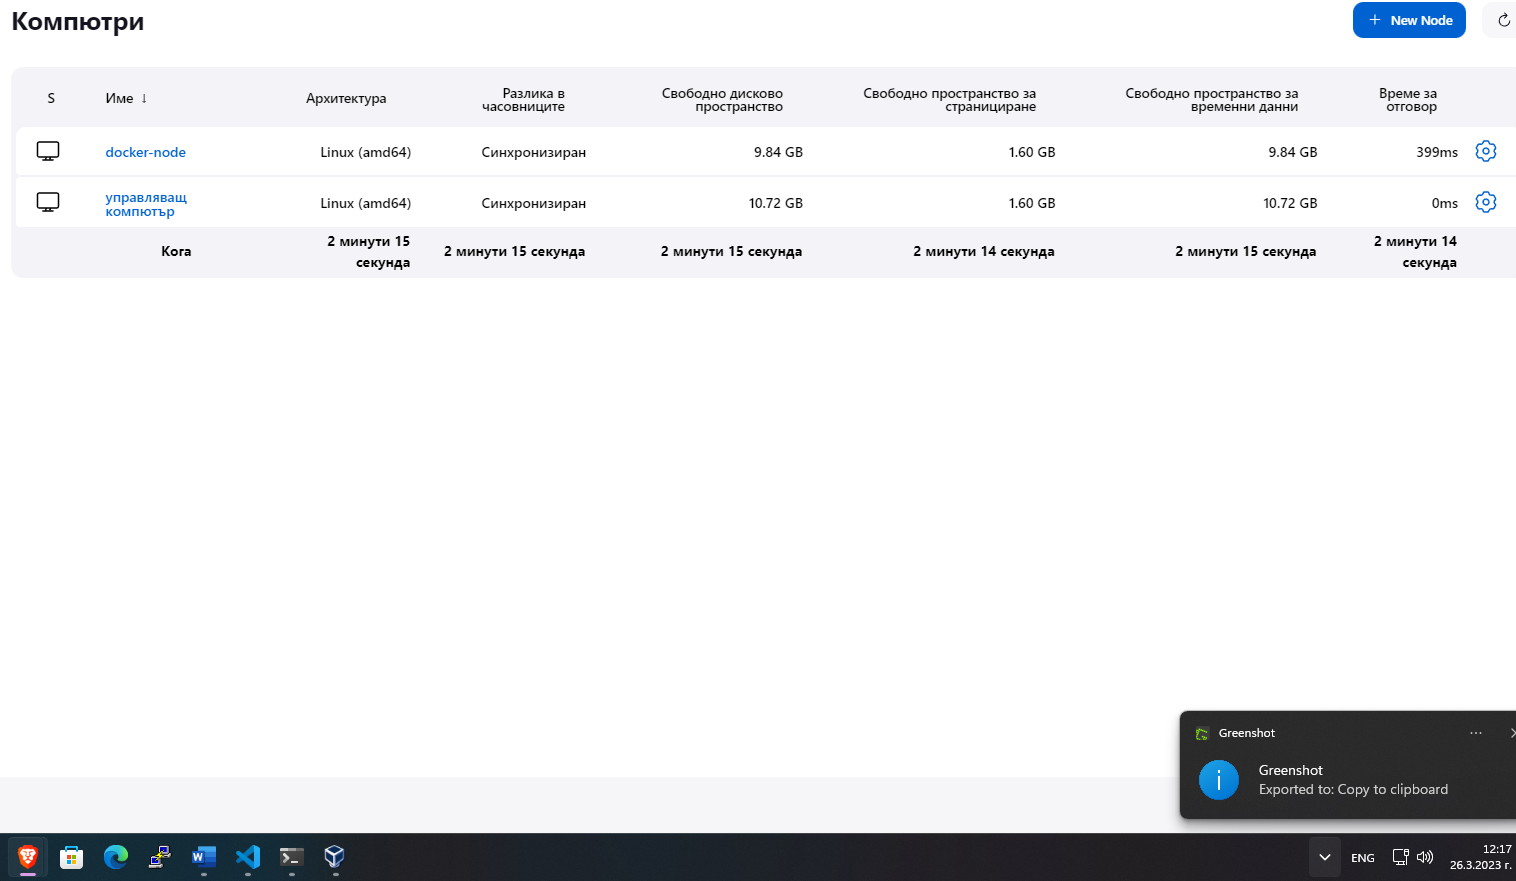 Компютри
+ New Node
S
Име ↓
Архитектура
Разлика в
часовниците
Свободно дисково
пространство
Свободно пространство за
странициране
Свободно пространство за
временни данни
Време за
отговор
docker-node
Linux (amd64)
Синхронизиран
9.84 GB
1.60 GB
9.84 GB
399ms
управляващ
компютър
Linux (amd64)
Синхронизиран
10.72 GB
1.60 GB
10.72 GB
0ms
Кога
2 минути 15
секунда
2 минути 15 секунда
2 минути 15 секунда
2 минути 14 секунда
2 минути 15 секунда
2 минути 14
секунда
Greenshot
Greenshot
Exported to: Copy to clipboard
W
ENG
12:17
26.3.2023 г.